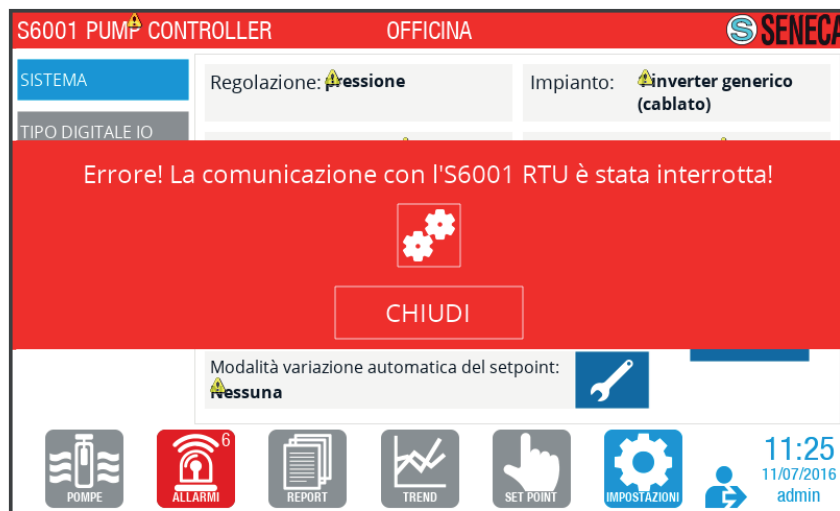 S6001 PUMP CONTROLLER
OFFICINA
S SENECA
SISTEMA
Regolazione: pressione
Impianto: inverter generico
(cablato)
TIPO DIGITALE IO
Errore! La comunicazione con l'S6001 RTU è stata interrotta!
CHIUDI
Modalità variazione automatica del setpoint:
Nessuna
POMPE
6
ALLARMI
REPORT
TREND
SET POINT
IMPOSTAZIONI
11:25
11/07/2016
admin